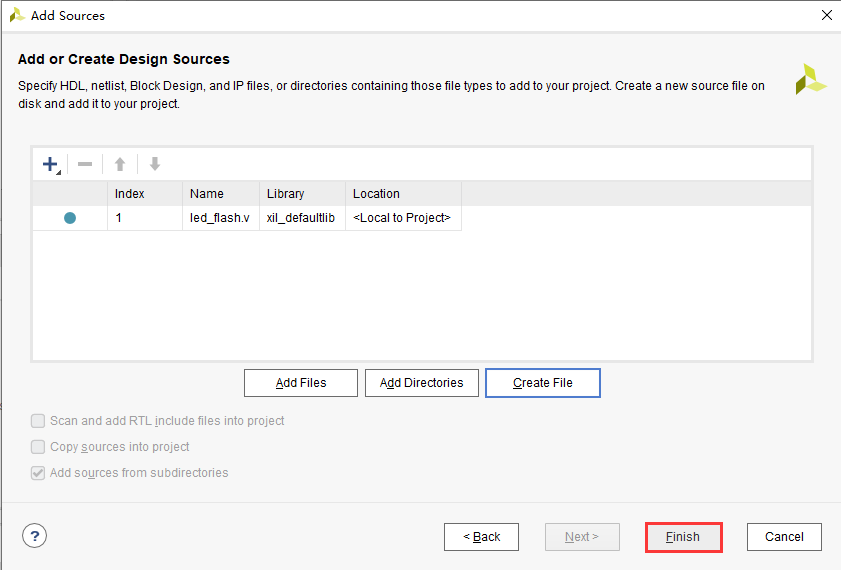 Add Sources
Add or Create Design Sources
Specify HDL, netlist, Block Design, and IP files, or directories containing those file types to add to your project. Create a new source file on
disk and add it to your project.
Index Name Library Location
1 led_flash.v xil_defaultlib <Local to Project>
Add Files Add Directories Create File
Scan and add RTL include files into project
Copy sources into project
Add sources from subdirectories
? < Back Next > Finish Cancel